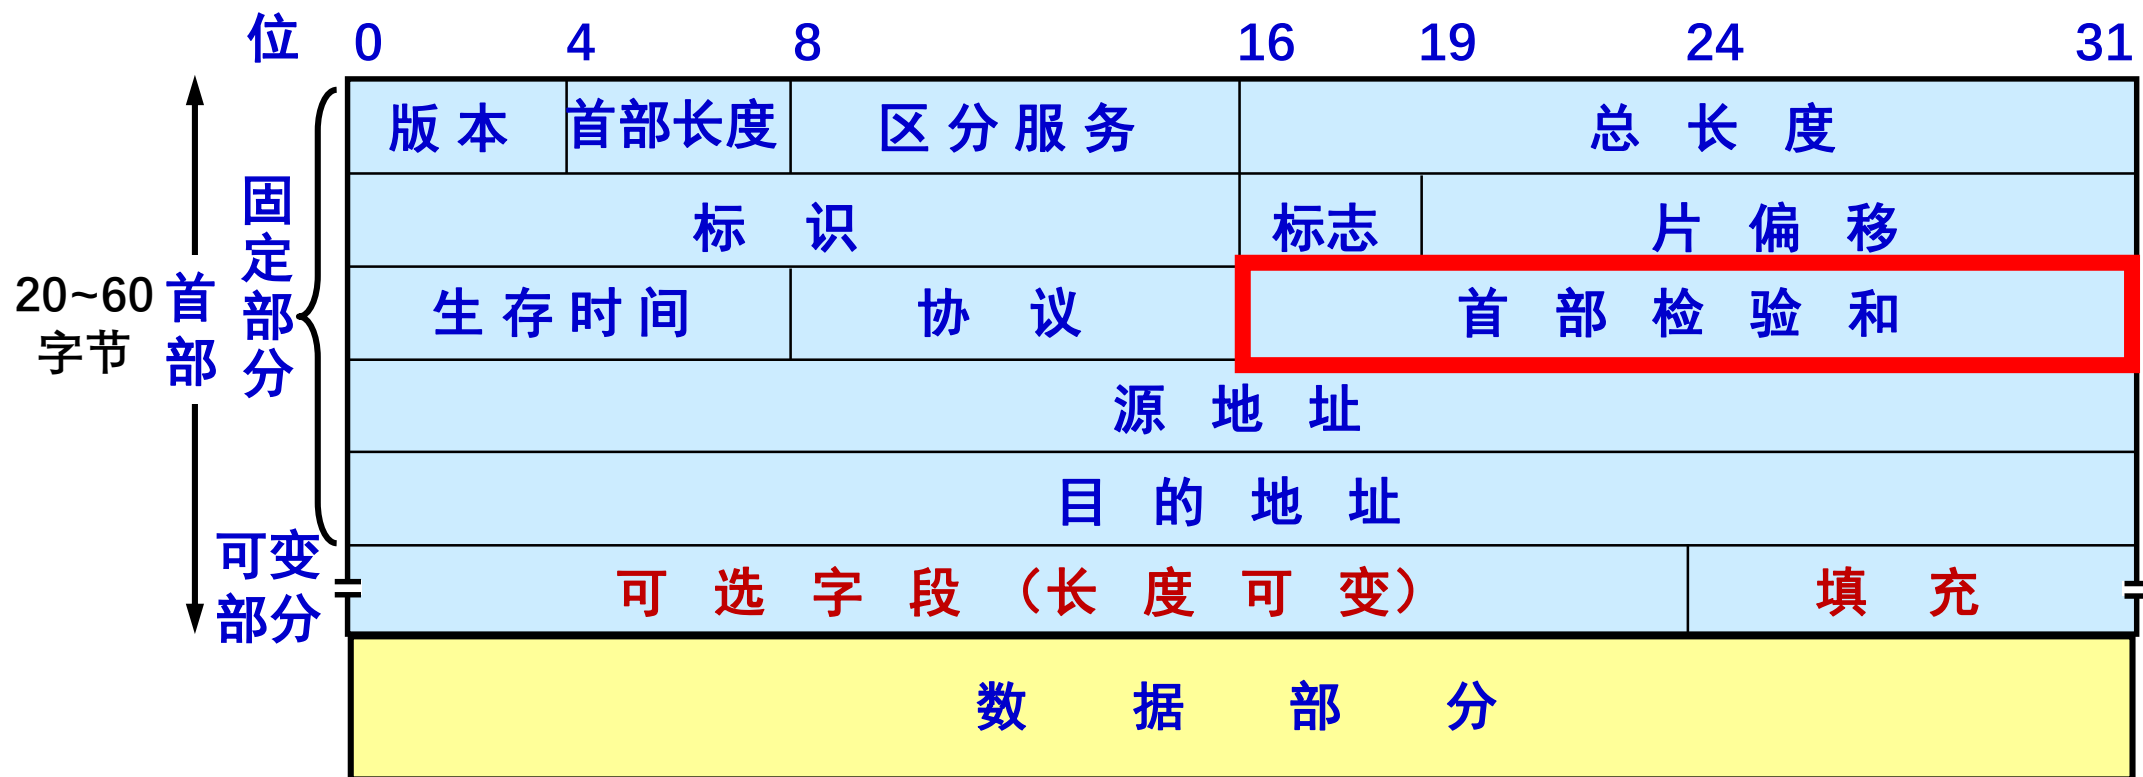 位 0 4 8 16 19 24 31
版本 首部长度 区分服务 总长度
标识 标志 片偏移
生存时间 协议 首部检验和
源地址
目的地址
可选字段（长度可变） 填充
数据部分
20~60
字节
首部
固定部分
可变
部分